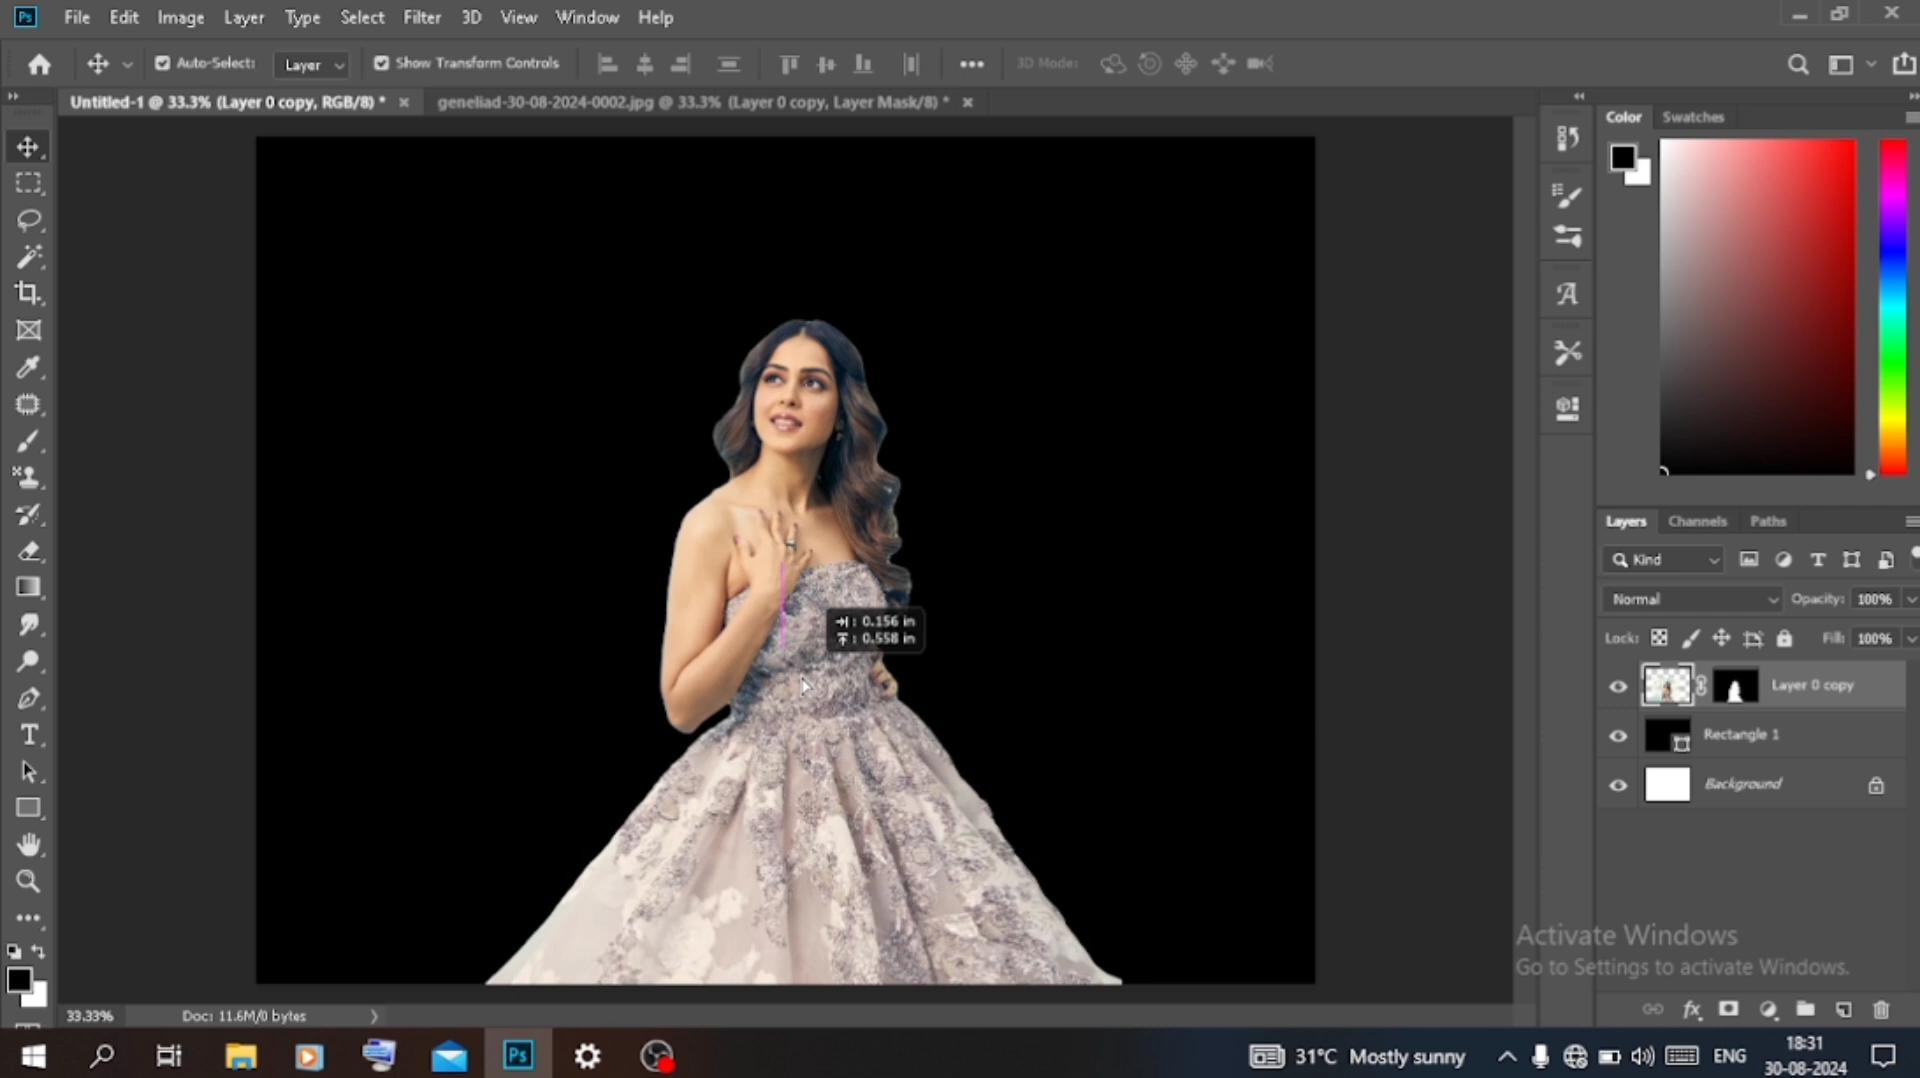 Ps File Edit Image Layer Type Select Filter 3D View Window Help
Auto-Select: Layer Show Transform Controls 3D Mode:
Untitled-1 @ 33.3% (Layer 0 copy, RGB/8) * × geneliad-30-08-2024-0002.jpg @ 33.3% (Layer 0 copy, Layer Mask/8) * ×
Color Swatches
: 0.156 in
: 0.558 in
Layers Channels Paths
Kind
Normal Opacity: 100%
Lock: Fill: 100%
Layer 0 copy
Rectangle 1
Background
Activate Windows
Go to Settings to activate Windows.
33.33% Doc: 11.6M/0 bytes
fx
Ps 31°C Mostly sunny ENG 18:31
30-08-2024